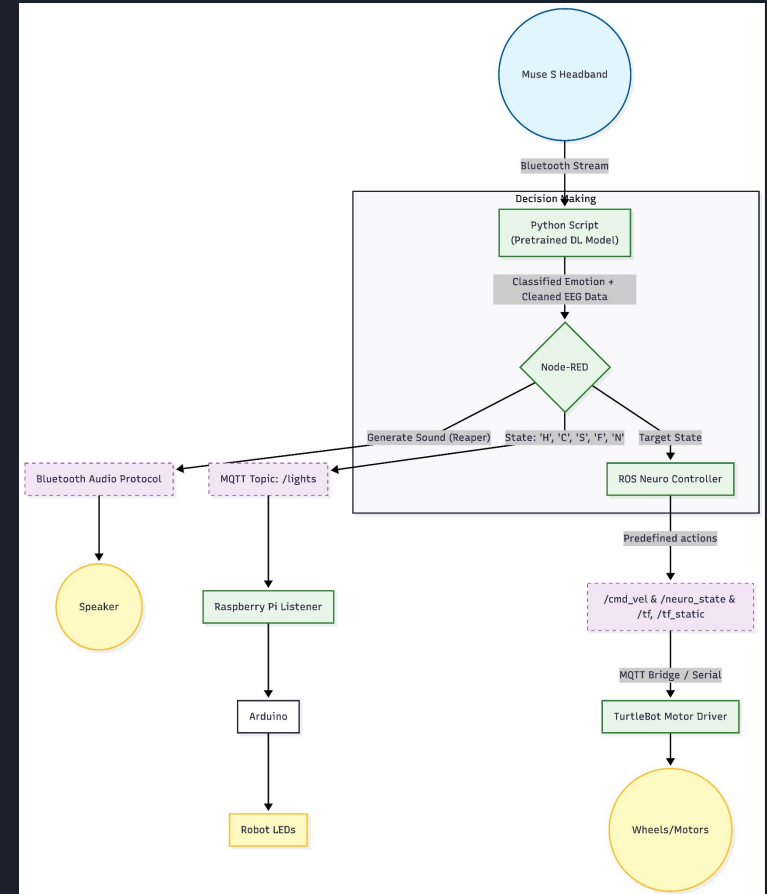 Muse S Headband
Bluetooth Stream
Decision Making
Python Script
(Pretrained DL Model)
Classified Emotion +
Cleaned EEG Data
Node-RED
Generate Sound (Reaper)
State: 'H', 'C', 'S', 'F', 'N'
Target State
Bluetooth Audio Protocol
MQTT Topic: /lights
ROS Neuro Controller
Predefined actions
Speaker
Raspberry Pi Listener
/cmd_vel & /neuro_state &
/tf, /tf_static
MQTT Bridge / Serial
Arduino
TurtleBot Motor Driver
Robot LEDs
Wheels/Motors